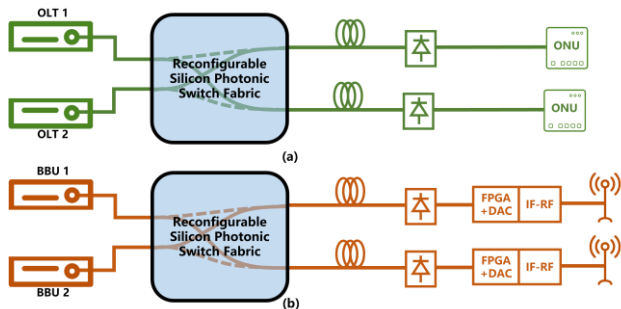 OLT 1
Reconfigurable
Silicon Photonic
Switch Fabric
ONU
OLT 2
ONU
(a)
BBU 1
Reconfigurable
Silicon Photonic
Switch Fabric
FPGA
+DAC
IF-RF
FPGA
+DAC
IF-RF
BBU 2
(b)